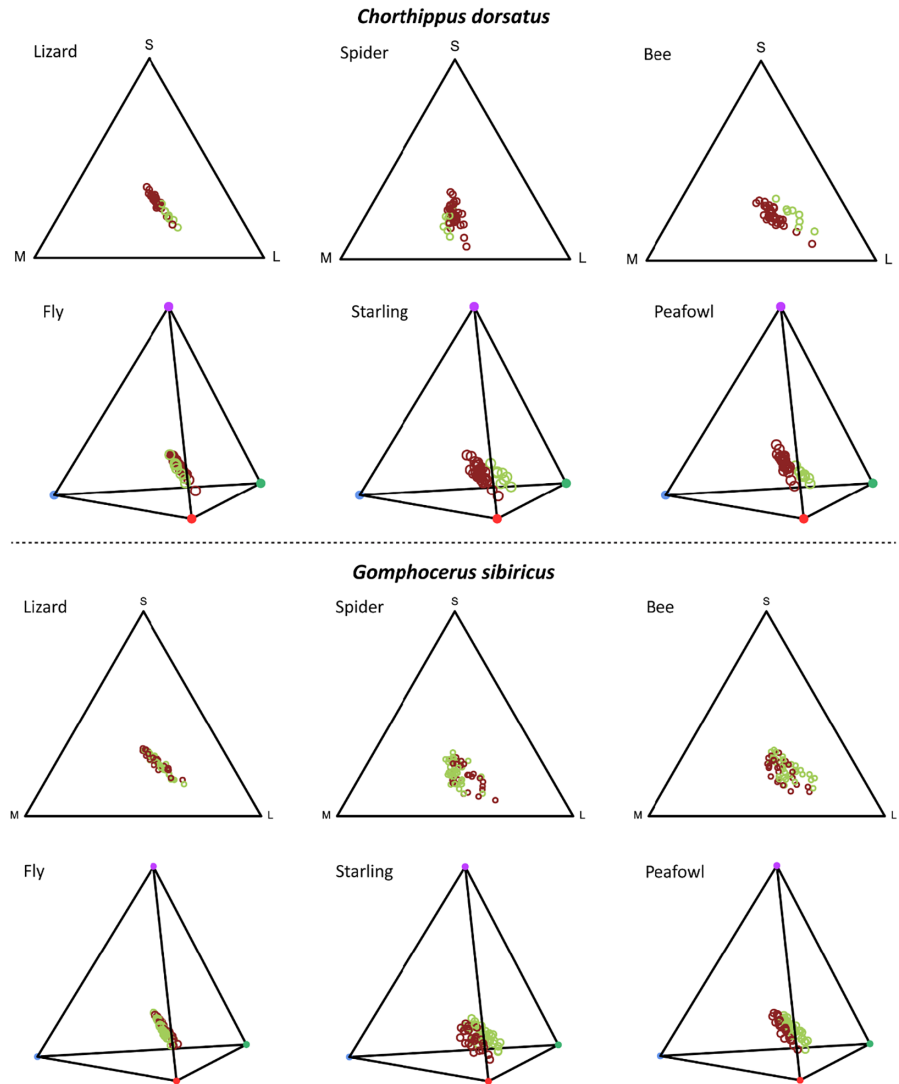 Chorthippus dorsatus
Lizard
S
M
L
Spider
S
M
L
Bee
S
M
L
Fly
Starling
Peafowl
Gomphocerus sibiricus
Lizard
S
M
L
Spider
S
M
L
Bee
S
M
L
Fly
Starling
Peafowl